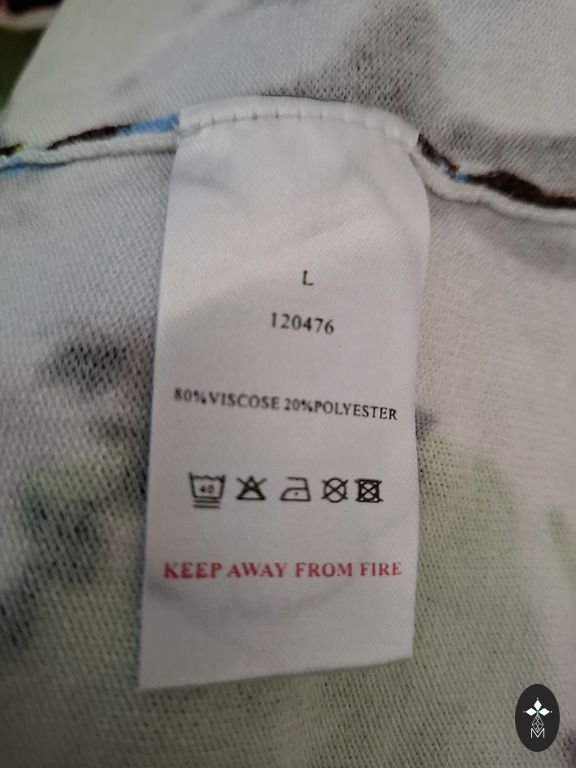 L
120476
80%VISCOSE 20%POLYESTER
40
KEEP AWAY FROM FIRE
M